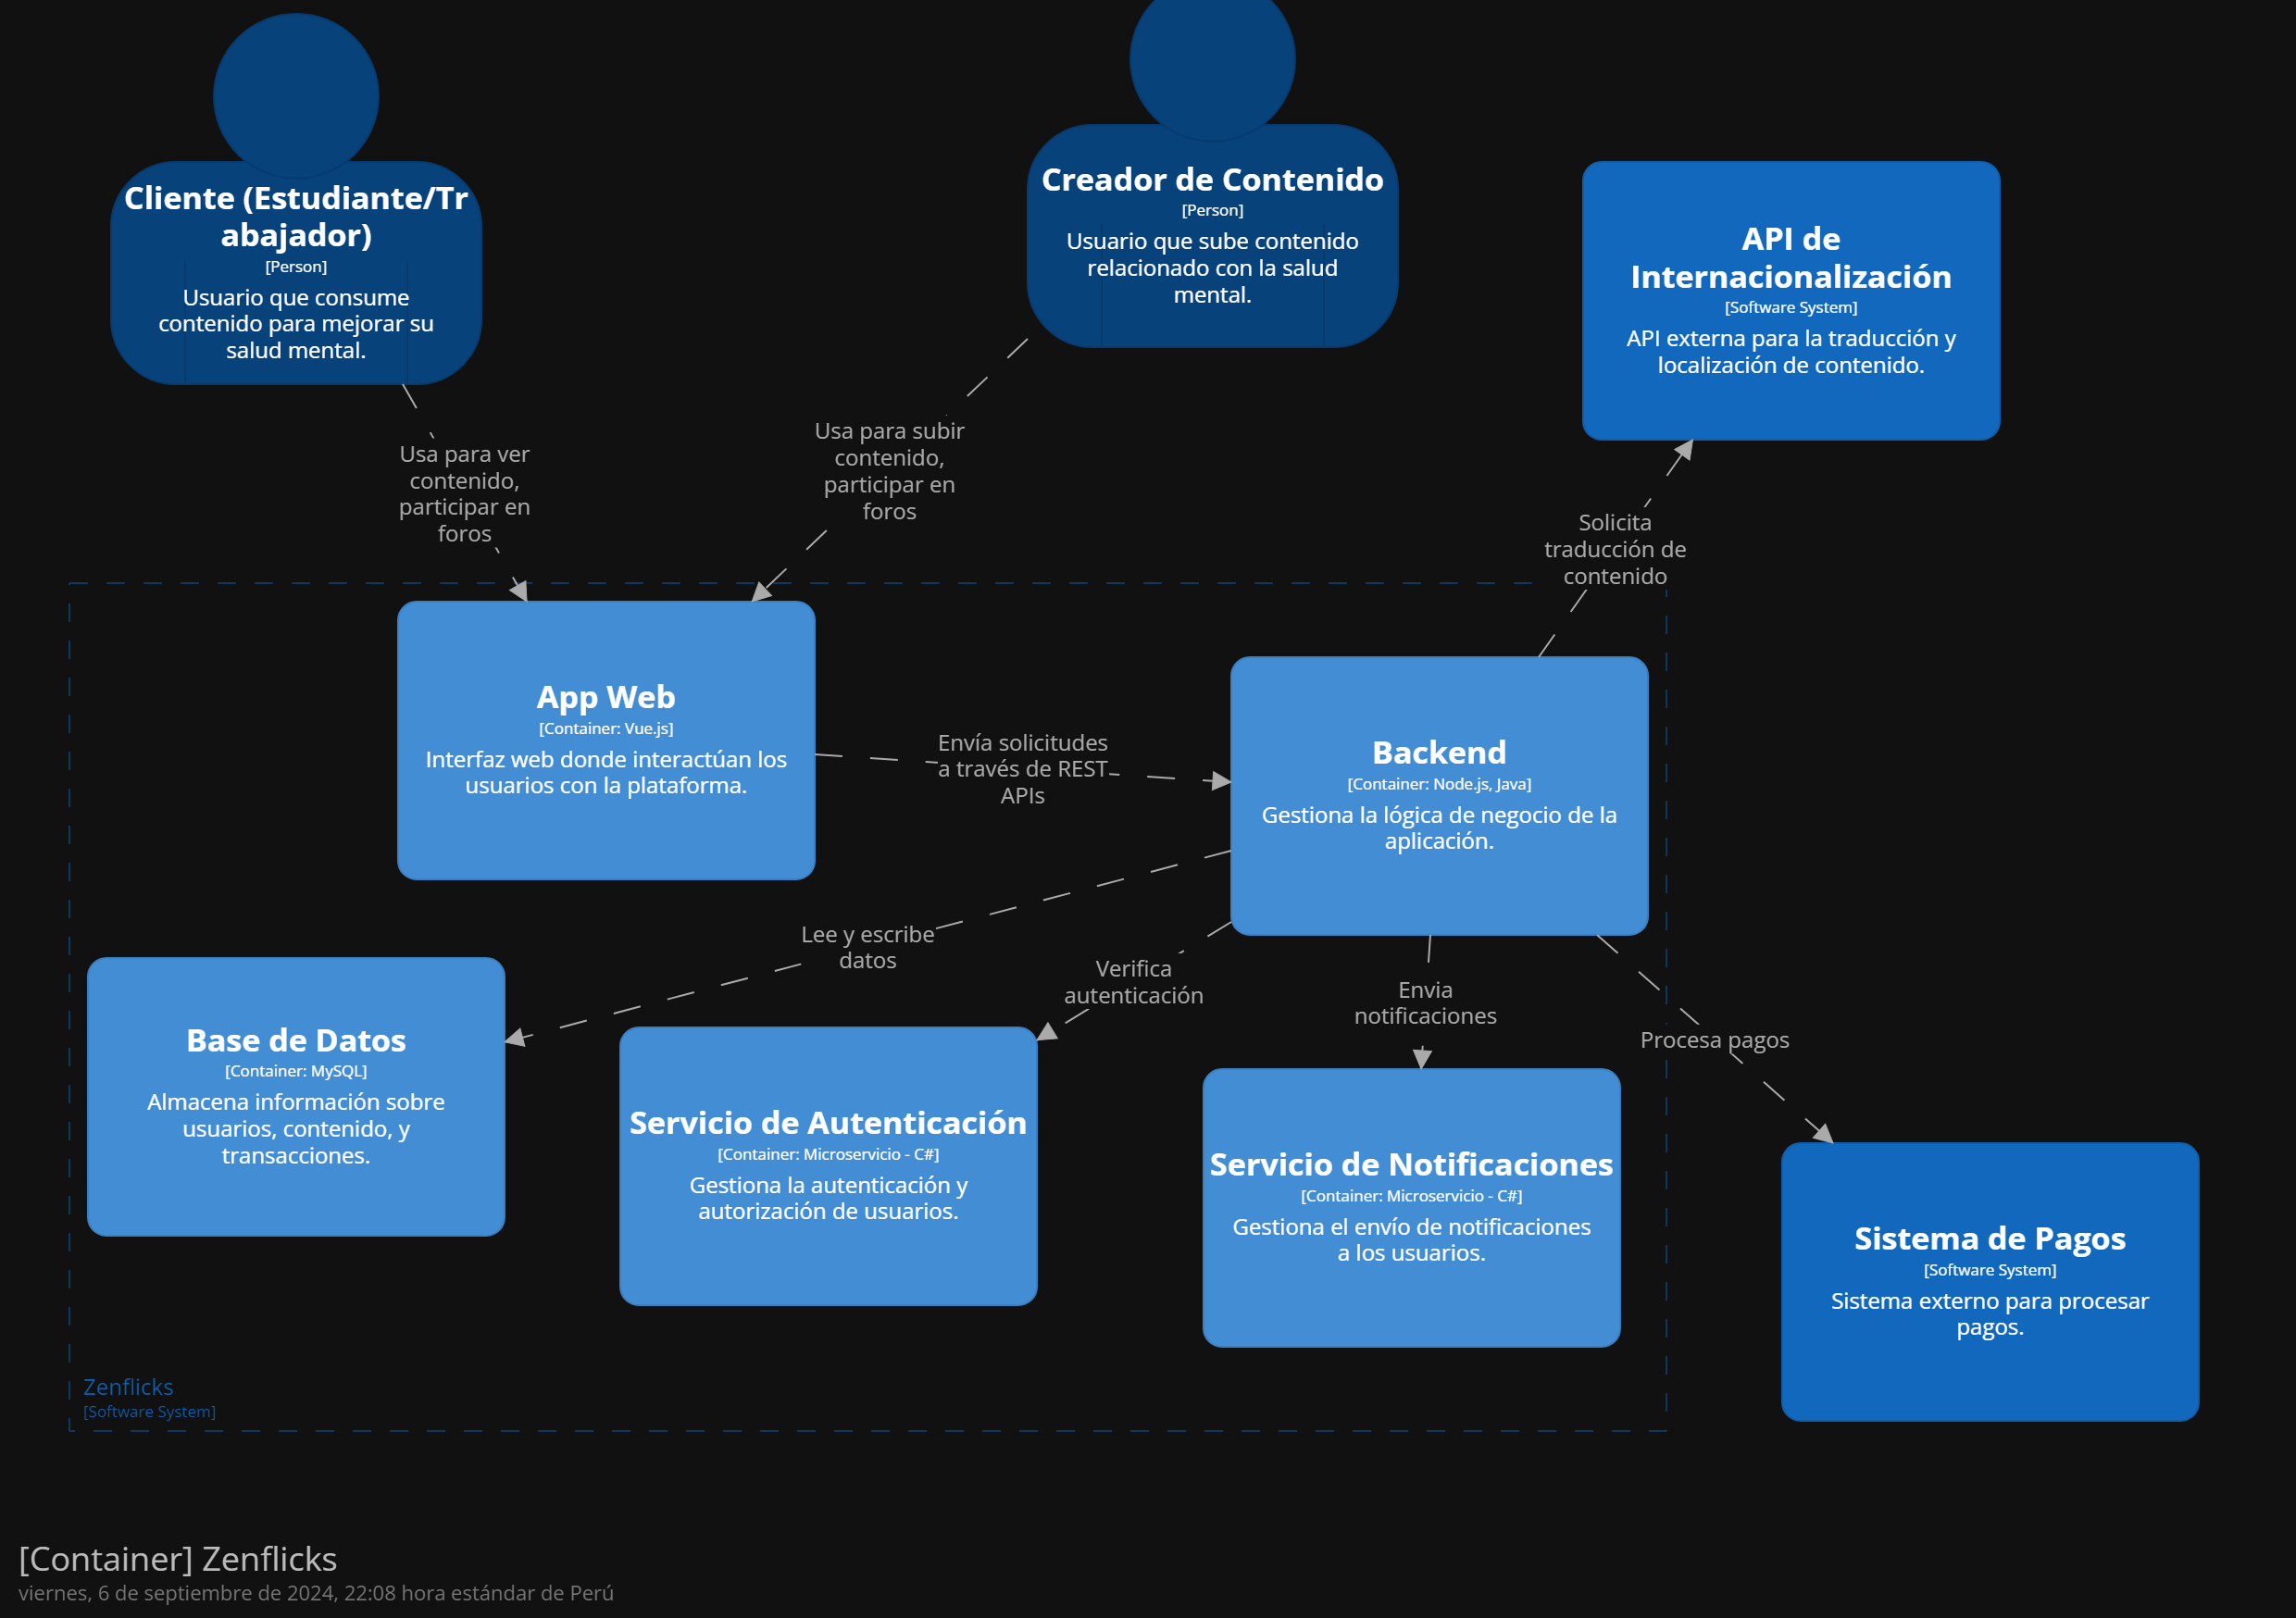 Cliente (Estudiante/Tr
abajador)
[Person]
Usuario que consume
contenido para mejorar su
salud mental.
Creador de Contenido
[Person]
Usuario que sube contenido
relacionado con la salud
mental.
API de
Internacionalización
[Software System]
API externa para la traducción y
localización de contenido.
Usa para ver
contenido,
participar en
foros
Usa para subir
contenido,
participar en
foros
Solicita
traducción de
contenido
App Web
[Container: Vue.js]
Interfaz web donde interactúan los
usuarios con la plataforma.
Envía solicitudes
a través de REST
APIs
Backend
[Container: Node.js, Java]
Gestiona la lógica de negocio de la
aplicación.
Lee y escribe
datos
Verifica
autenticación
Envia
notificaciones
Procesa pagos
Base de Datos
[Container: MySQL]
Almacena información sobre
usuarios, contenido, y
transacciones.
Servicio de Autenticación
[Container: Microservicio - C#]
Gestiona la autenticación y
autorización de usuarios.
Servicio de Notificaciones
[Container: Microservicio - C#]
Gestiona el envío de notificaciones
a los usuarios.
Sistema de Pagos
[Software System]
Sistema externo para procesar
pagos.
Zenflicks
[Software System]
[Container] Zenflicks
viernes, 6 de septiembre de 2024, 22:08 hora estándar de Perú